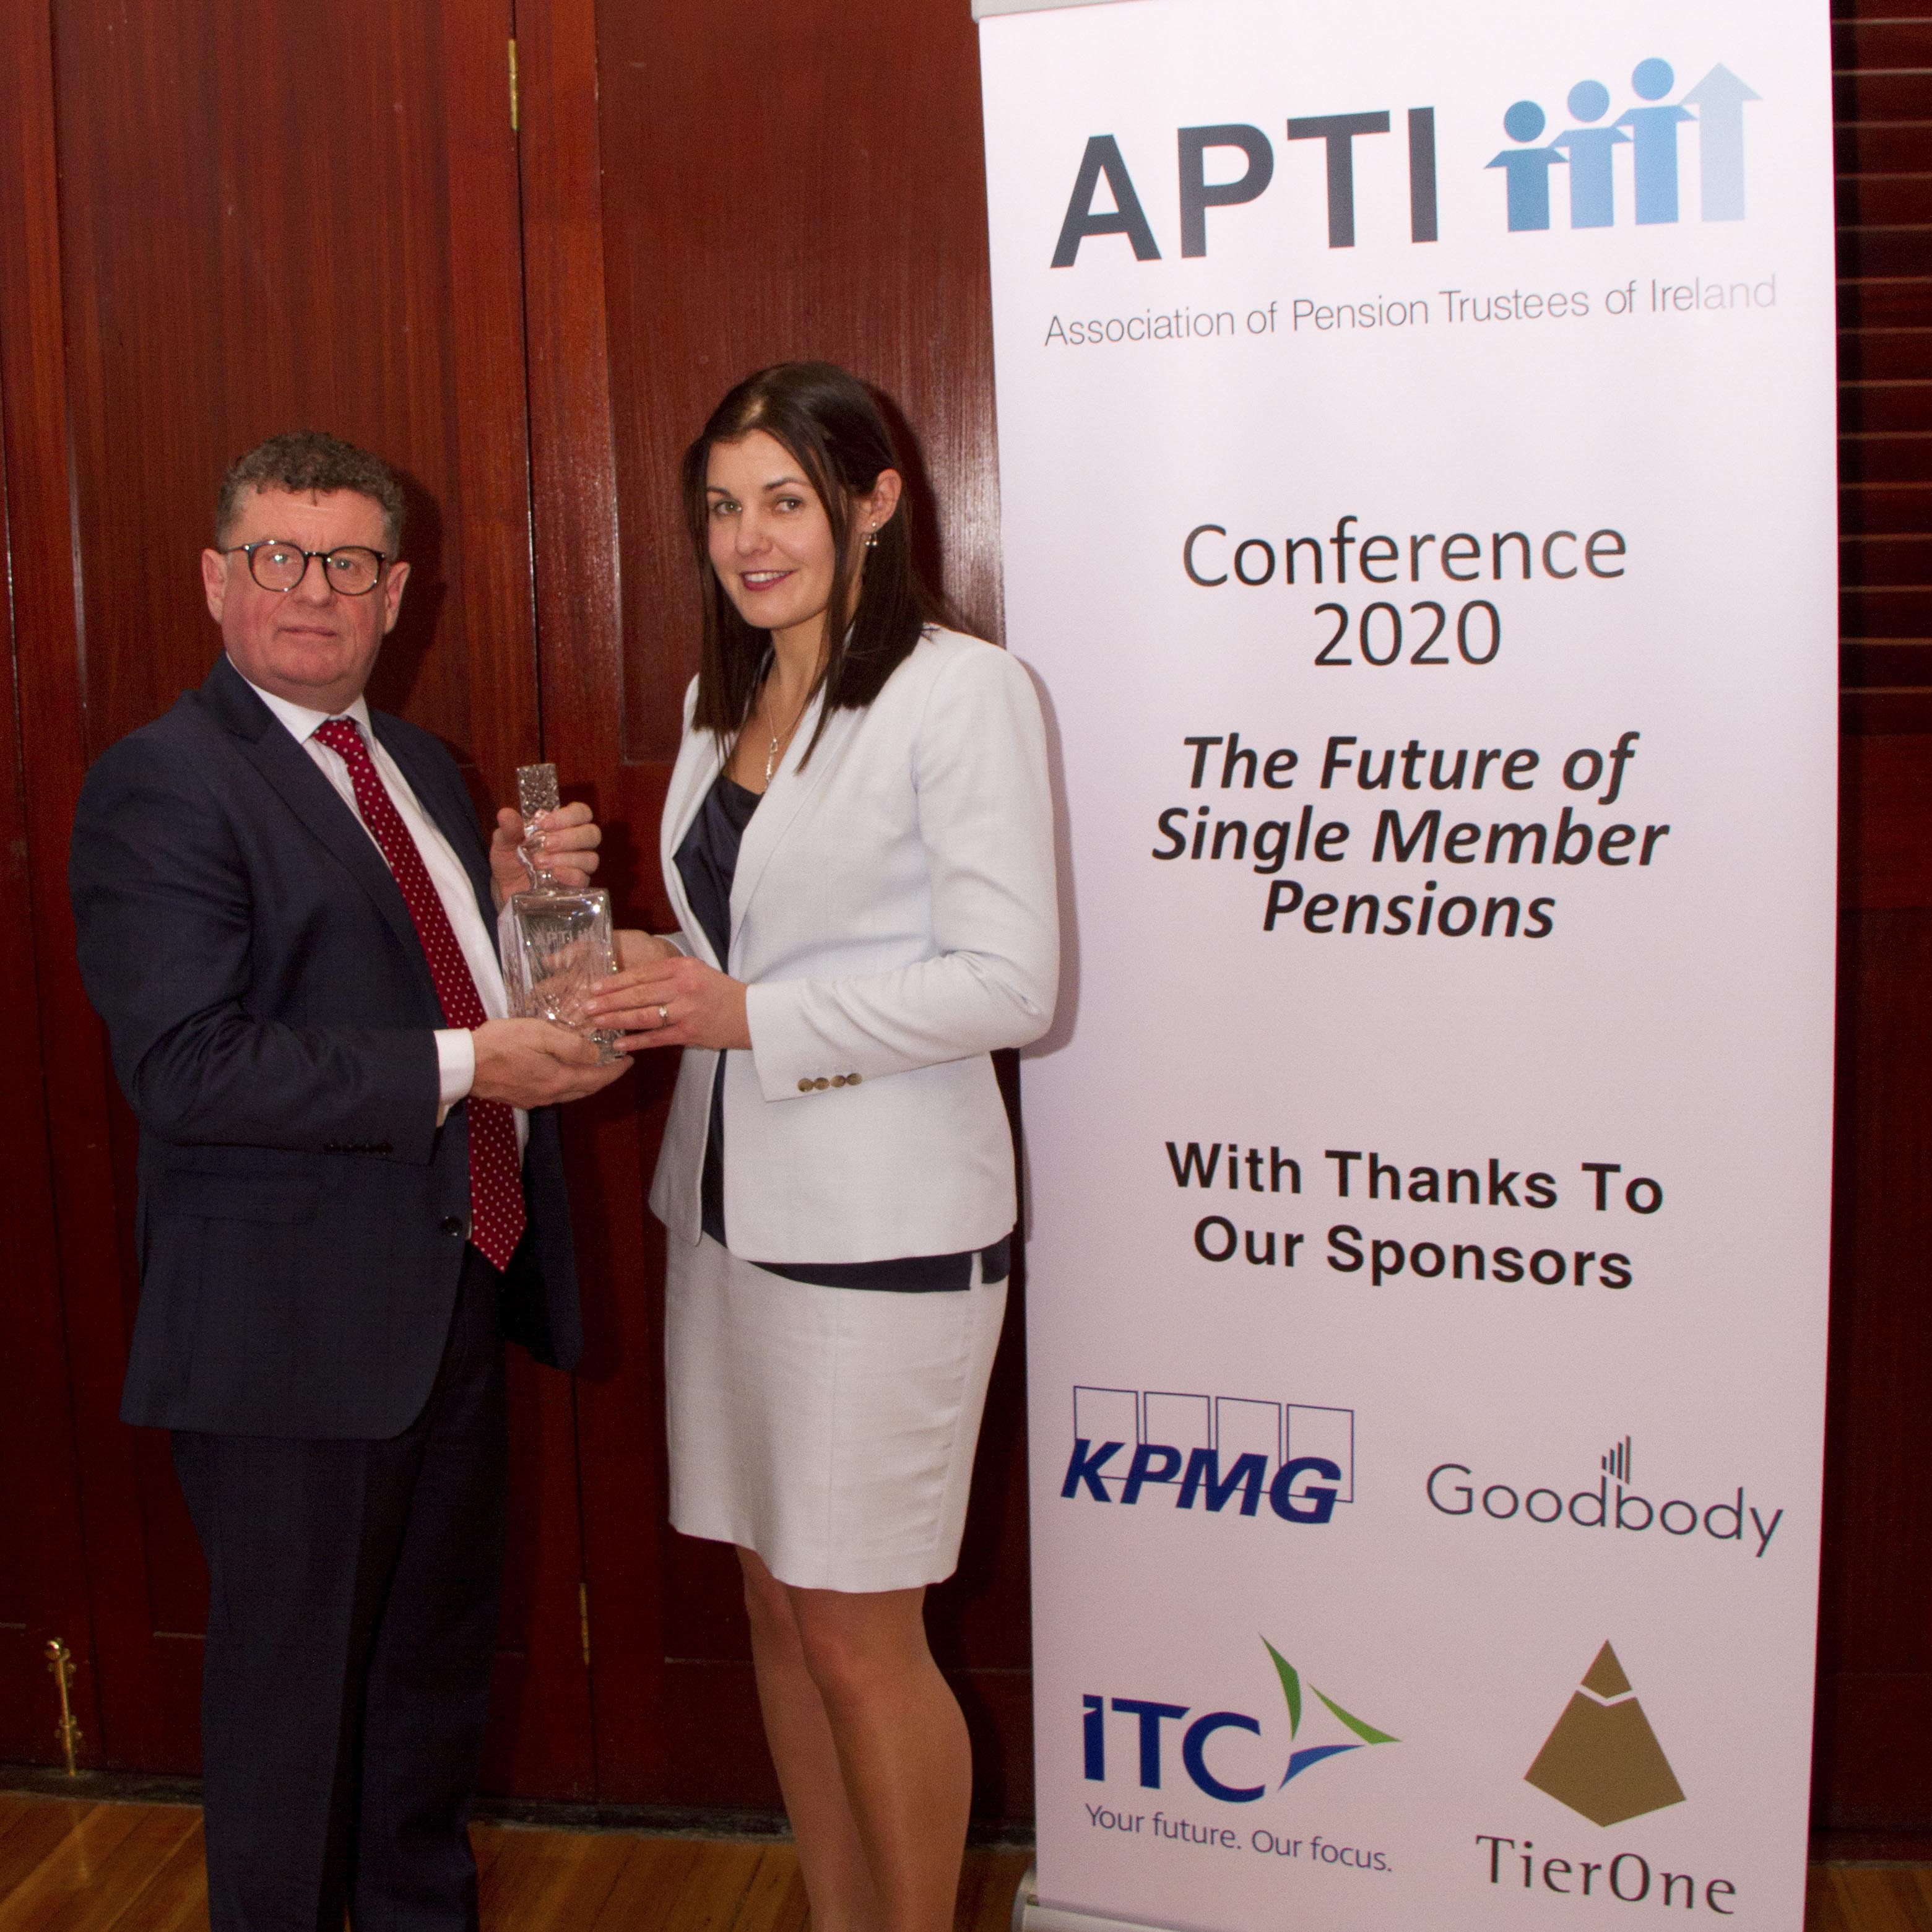 APTI
Association of Pension Trustees of Ireland
Conference
2020
The Future of
Single Member
Pensions
With Thanks To
Our Sponsors
KPMG
Goodbody
iTC
Your future. Our focus.
TierOne
APTI